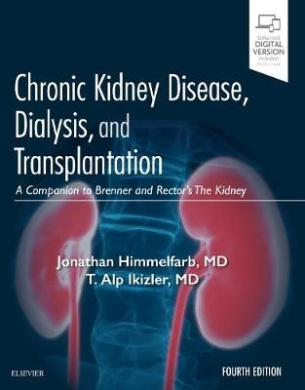 Enhanced
DIGITAL
VERSION
Included.
Chronic Kidney Disease,
Dialysis, and
Transplantation
A Companion to Brenner and Rector's The Kidney
Jonathan Himmelfarb, MD
T. Alp Ikizler, MD
ELSEVIER
FOURTH EDITION